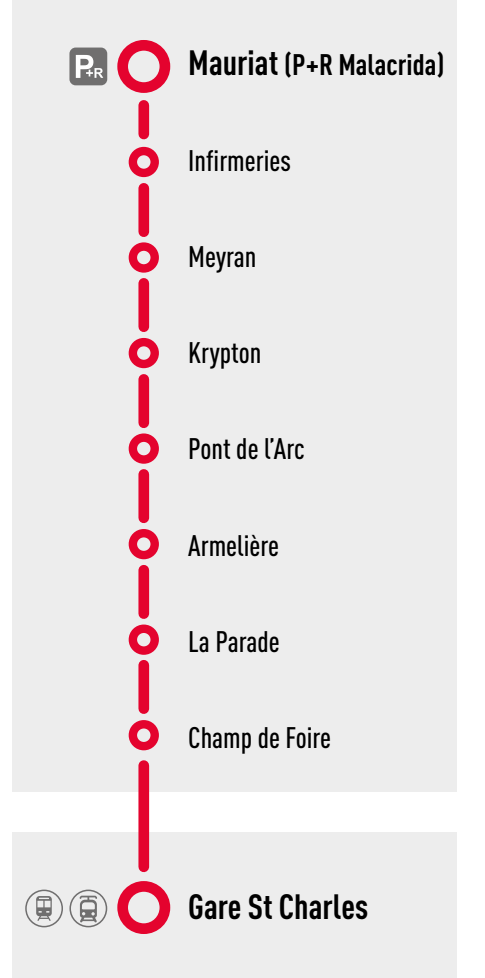 P+R Mauriat (P+R Malacrida)
Infirmeries
Meyran
Krypton
Pont de l'Arc
Armelière
La Parade
Champ de Foire
Gare St Charles